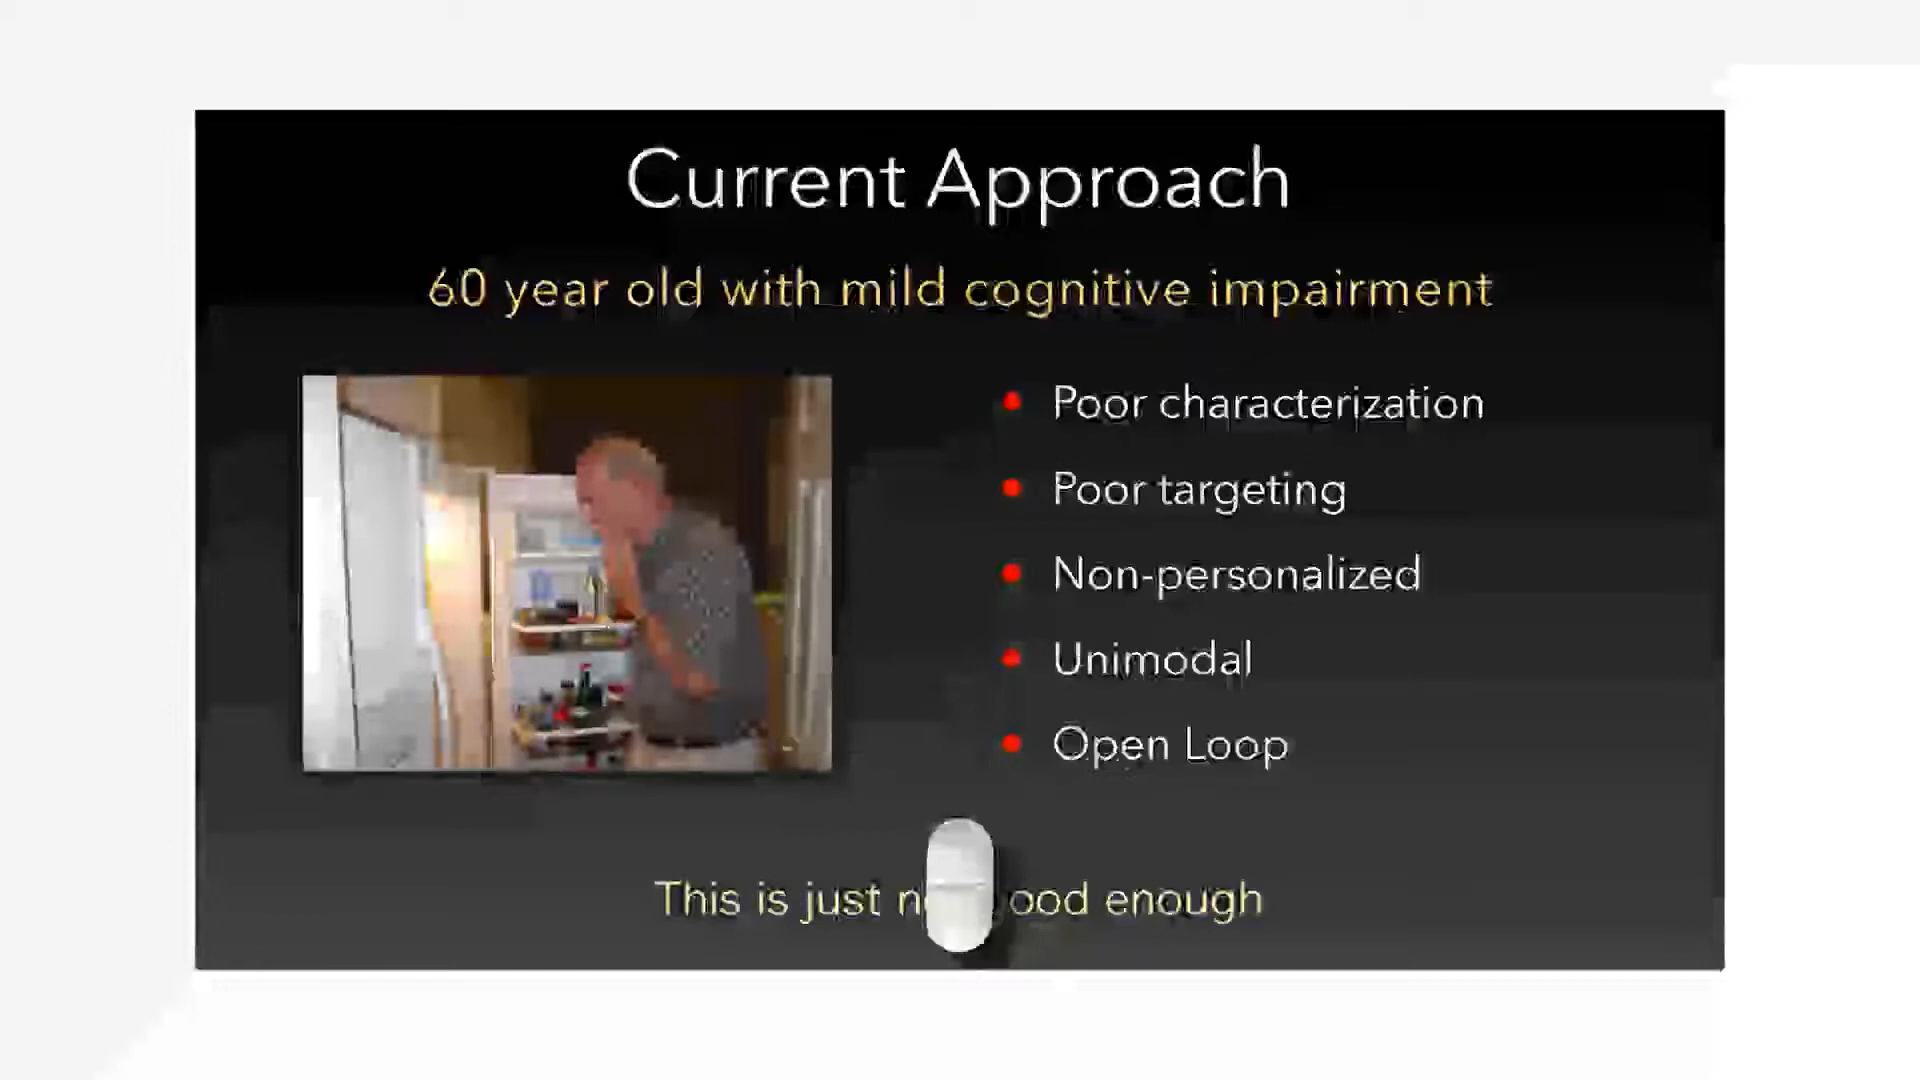 Current Approach
60 year old with mild cognitive impairment
Poor characterization
Poor targeting
Non-personalized
Unimodal
Open Loop
This is just enough